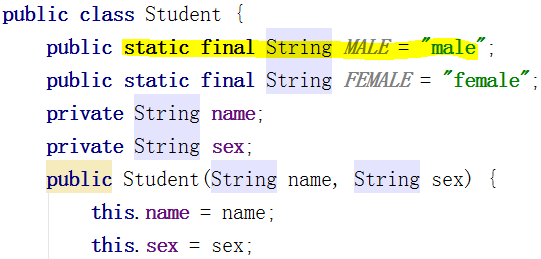 public class Student {
public static final String MALE = "male";
public static final String FEMALE = "female";
private String name;
private String sex;
public Student(String name, String sex) {
this.name = name;
this.sex = sex;